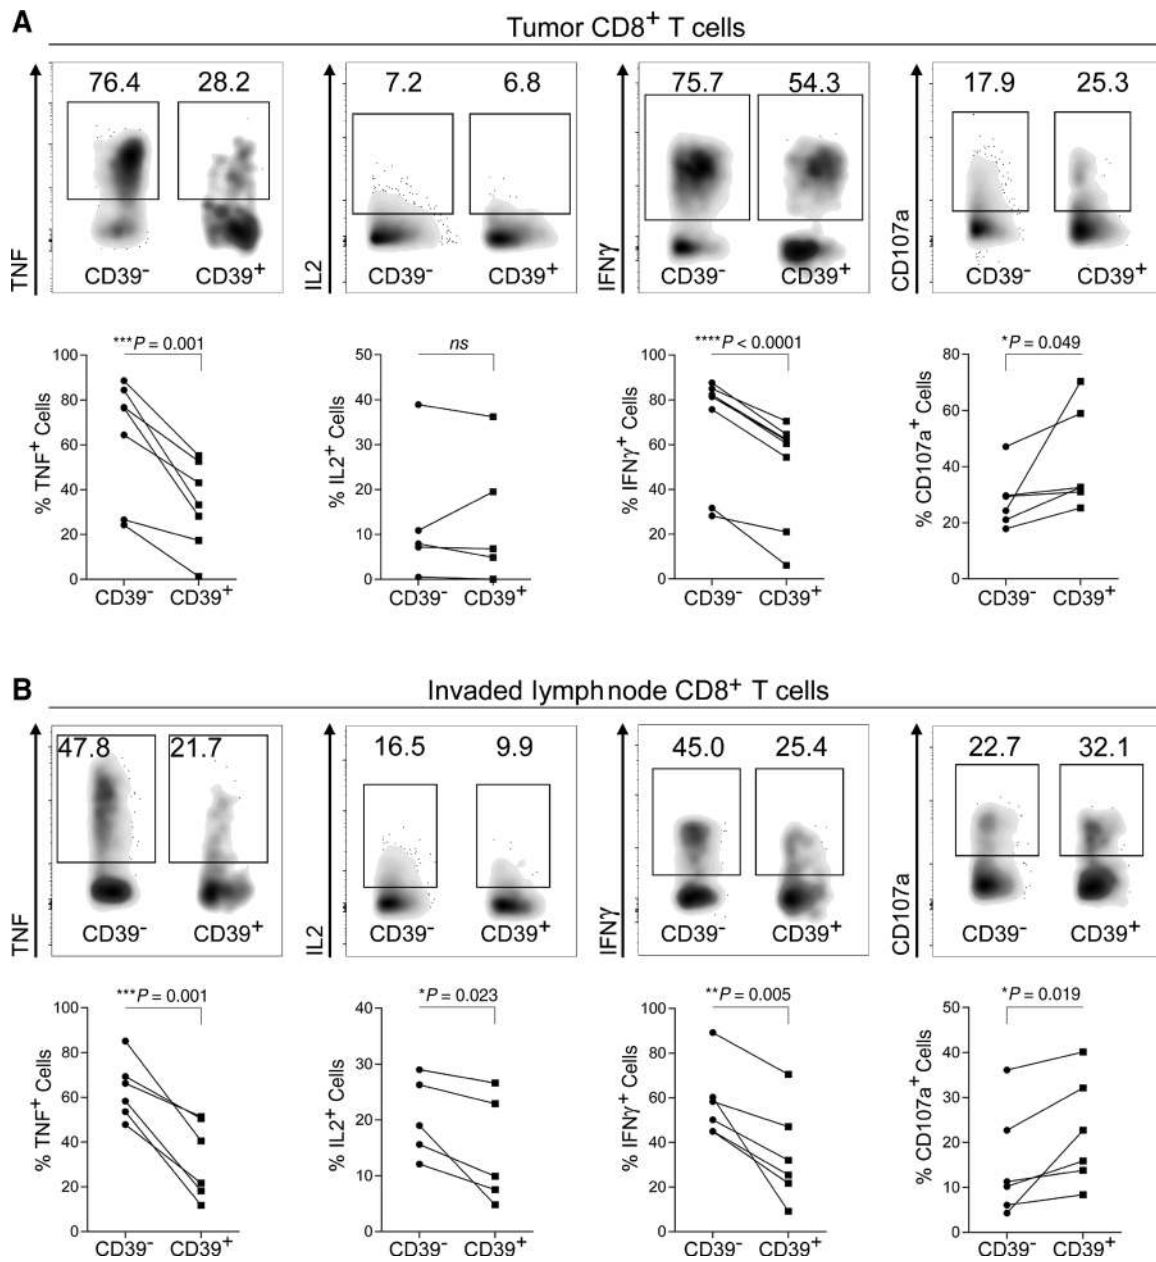 A
Tumor CD8+ T cells
76.4 28.2
TNF
CD39- CD39+
7.2 6.8
IL2
CD39- CD39+
75.7 54.3
IFNγ
CD39- CD39+
17.9 25.3
CD107a
CD39- CD39+
***P = 0.001
% TNF+ Cells
100
80
60
40
20
0
CD39- CD39+
ns
% IL2+ Cells
50
40
30
20
10
0
CD39- CD39+
****P < 0.0001
% IFNγ+ Cells
100
80
60
40
20
0
CD39- CD39+
*P = 0.049
% CD107a+ Cells
80
60
40
20
0
CD39- CD39+
B
Invaded lymph node CD8+ T cells
47.8 21.7
TNF
CD39- CD39+
16.5 9.9
IL2
CD39- CD39+
45.0 25.4
IFNγ
CD39- CD39+
22.7 32.1
CD107a
CD39- CD39+
***P = 0.001
% TNF+ Cells
100
80
60
40
20
0
CD39- CD39+
*P = 0.023
% IL2+ Cells
40
30
20
10
0
CD39- CD39+
**P = 0.005
% IFNγ+ Cells
100
80
60
40
20
0
CD39- CD39+
*P = 0.019
% CD107a+ Cells
50
40
30
20
10
0
CD39- CD39+